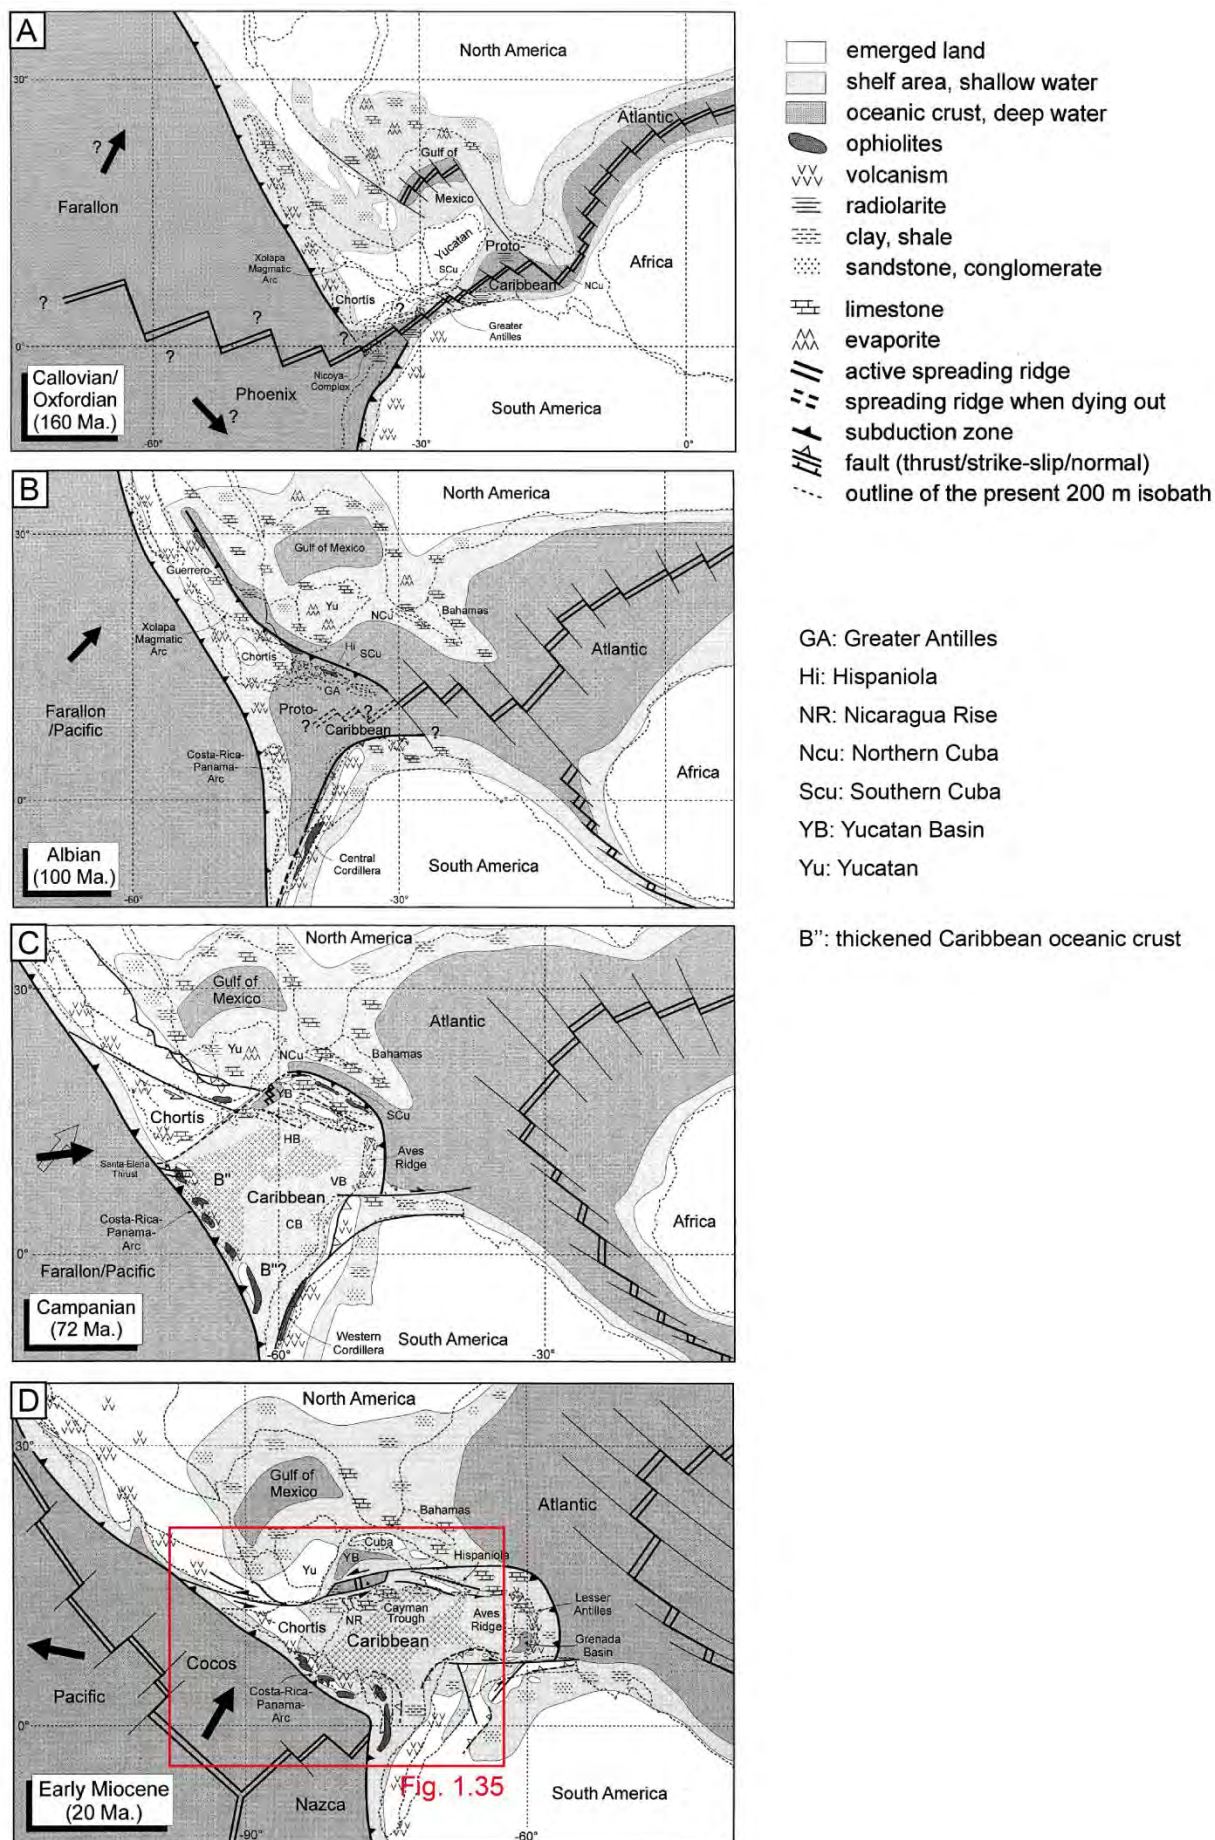 A
North America
30°
Atlantic
?
Gulf of
Farallon
Mexico
Yucatan
Proto-
Africa
Xolapa
Magmatic
Arc
SCu
Caribbean
NCu
Chortis
?
?
?
?
?
?
Greater
Antilles
0°
Nicoya-
Complex
Callovian/
Oxfordian
(160 Ma.)
Phoenix
?
South America
-60°
-30°
0°
B
North America
30°
Gulf of Mexico
Guerrero
Yu
NCu
Bahamas
Xolapa
Magmatic
Arc
Hi
SCu
Atlantic
Chortis
GA
Farallon
/Pacific
Proto-
?
?
Caribbean
?
Costa-Rica-
Panama-
Arc
Africa
0°
Albian
(100 Ma.)
Central
Cordillera
South America
-60°
-30°
C
North America
30°
Gulf of
Mexico
Atlantic
Yu
NCu
Bahamas
YB
Chortis
SCu
HB
Santa Elena
Thrust
Aves
Ridge
B"
VB
Caribbean
Costa-Rica-
Panama-
Arc
CB
Africa
0°
Farallon/Pacific
B"?
Campanian
(72 Ma.)
Western
Cordillera
South America
-60°
-30°
D
North America
30°
Gulf of
Mexico
Atlantic
Bahamas
Cuba
YB
Hispaniola
Yu
Lesser
Antilles
NR
Cayman
Trough
Aves
Ridge
Chortis
Caribbean
Grenada
Basin
Cocos
Pacific
Costa-Rica-
Panama-
Arc
0°
Fig. 1.35
Early Miocene
(20 Ma.)
Nazca
South America
-90°
-60°
emerged land
shelf area, shallow water
oceanic crust, deep water
ophiolites
volcanism
radiolarite
clay, shale
sandstone, conglomerate
limestone
evaporite
active spreading ridge
spreading ridge when dying out
subduction zone
fault (thrust/strike-slip/normal)
outline of the present 200 m isobath
GA: Greater Antilles
Hi: Hispaniola
NR: Nicaragua Rise
Ncu: Northern Cuba
Scu: Southern Cuba
YB: Yucatan Basin
Yu: Yucatan
B": thickened Caribbean oceanic crust